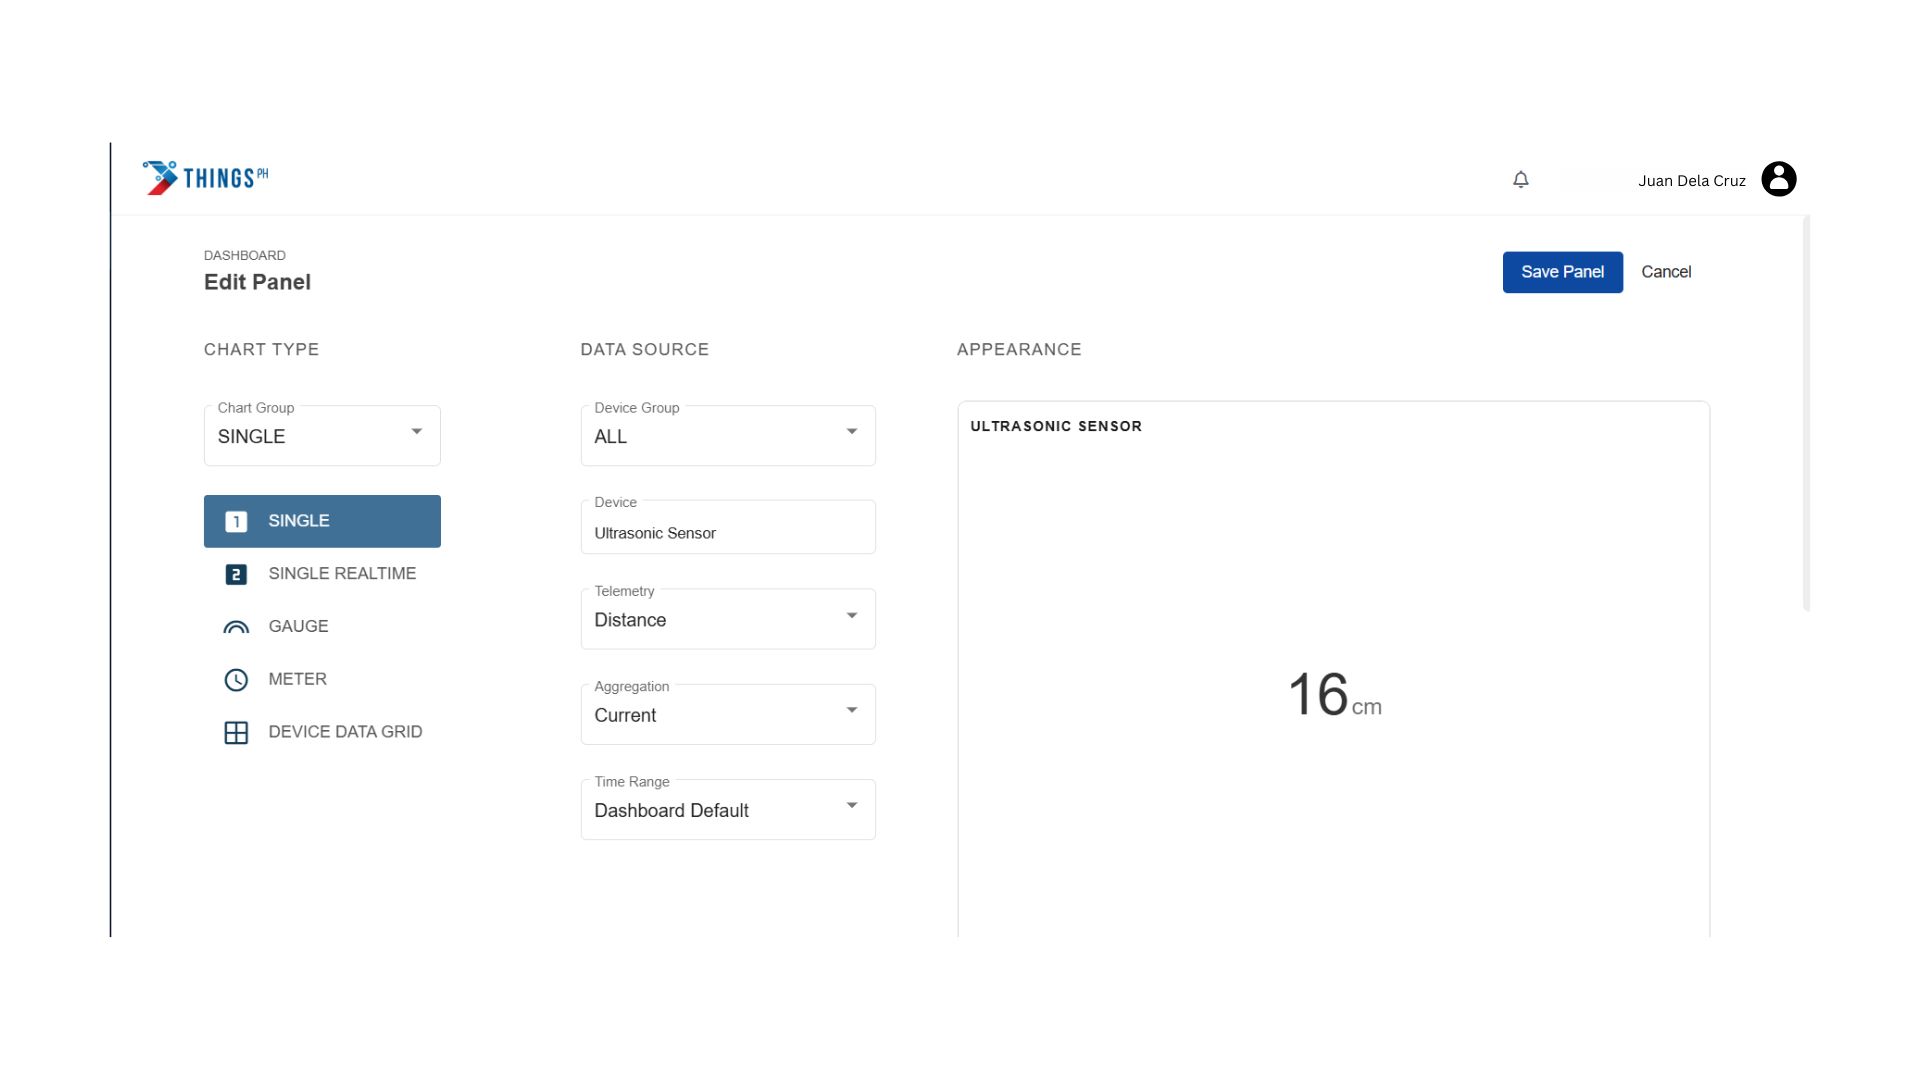 THINGS PH
Juan Dela Cruz
DASHBOARD
Edit Panel
Save Panel
Cancel
CHART TYPE
Chart Group
SINGLE
1 SINGLE
2 SINGLE REALTIME
GAUGE
METER
DEVICE DATA GRID
DATA SOURCE
Device Group
ALL
Device
Ultrasonic Sensor
Telemetry
Distance
Aggregation
Current
Time Range
Dashboard Default
APPEARANCE
ULTRASONIC SENSOR
16 cm